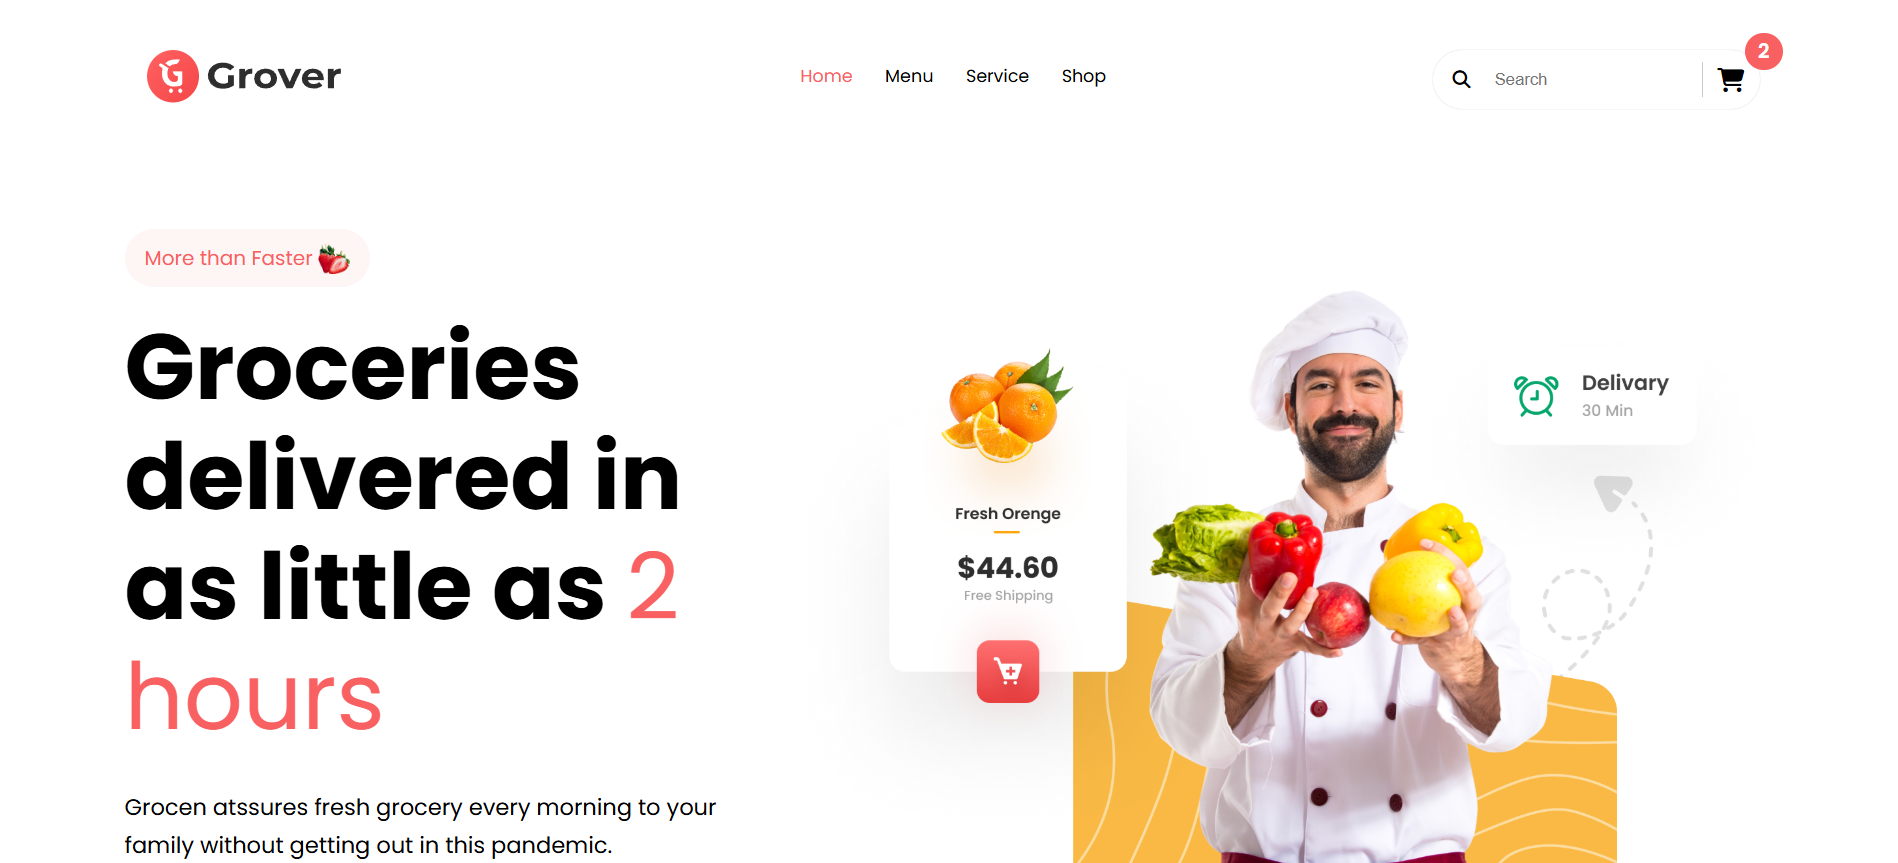 Grover
Home Menu Service Shop
Search
2
More than Faster
Groceries
delivered in
as little as 2
hours
Grocen atssures fresh grocery every morning to your
family without getting out in this pandemic.
Fresh Orenge
$44.60
Free Shipping
Delivary
30 Min